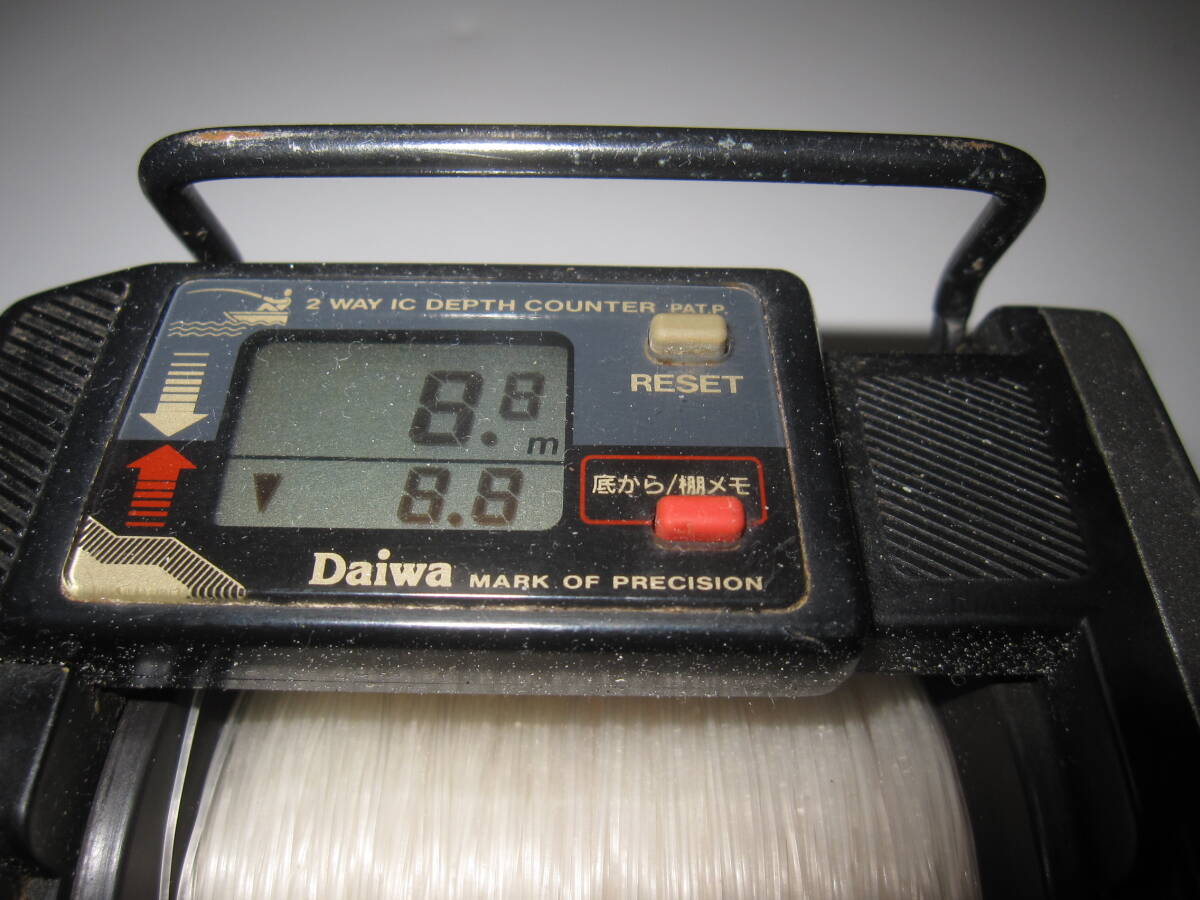 2 WAY IC DEPTH COUNTER PAT.P.
RESET
8.8 m
8.8
底から/棚メモ
Daiwa MARK OF PRECISION